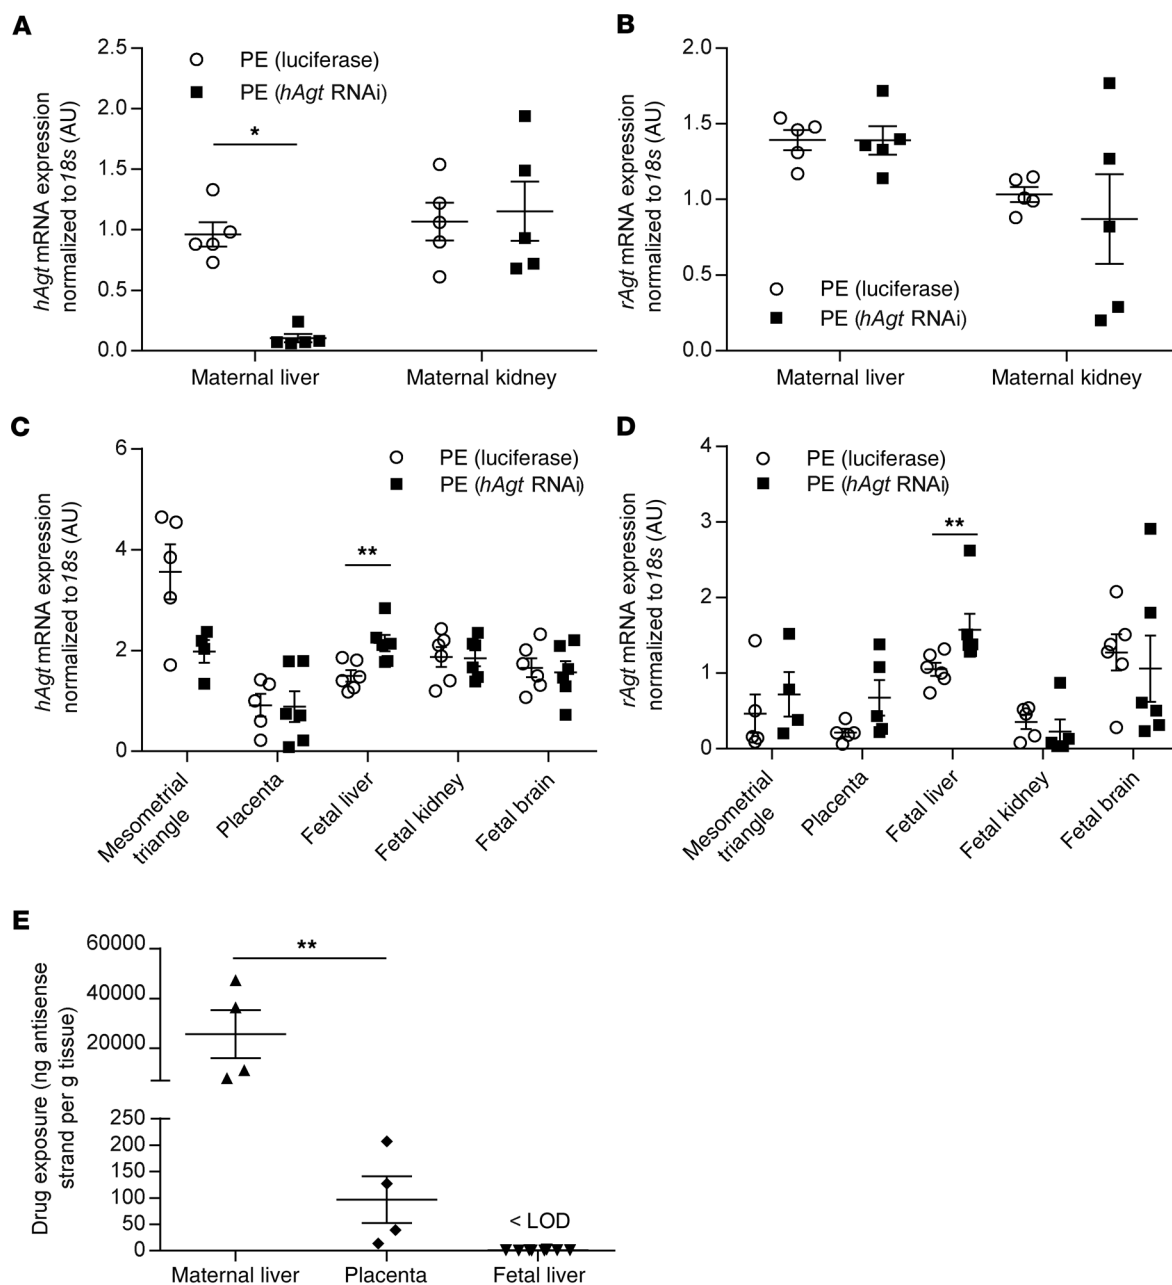 A
hAgt mRNA expression
normalized to 18s (AU)
2.5
2.0
1.5
1.0
0.5
0.0
PE (luciferase)
PE (hAgt RNAi)
*
Maternal liver
Maternal kidney
B
rAgt mRNA expression
normalized to 18s (AU)
2.0
1.5
1.0
0.5
0.0
PE (luciferase)
PE (hAgt RNAi)
Maternal liver
Maternal kidney
C
hAgt mRNA expression
normalized to 18s (AU)
6
4
2
0
PE (luciferase)
PE (hAgt RNAi)
**
Mesometrial
triangle
Placenta
Fetal liver
Fetal kidney
Fetal brain
D
rAgt mRNA expression
normalized to 18s (AU)
4
3
2
1
0
PE (luciferase)
PE (hAgt RNAi)
**
Mesometrial
triangle
Placenta
Fetal liver
Fetal kidney
Fetal brain
E
Drug exposure (ng antisense
strand per g tissue)
60000
40000
20000
250
200
150
100
50
0
**
< LOD
Maternal liver
Placenta
Fetal liver